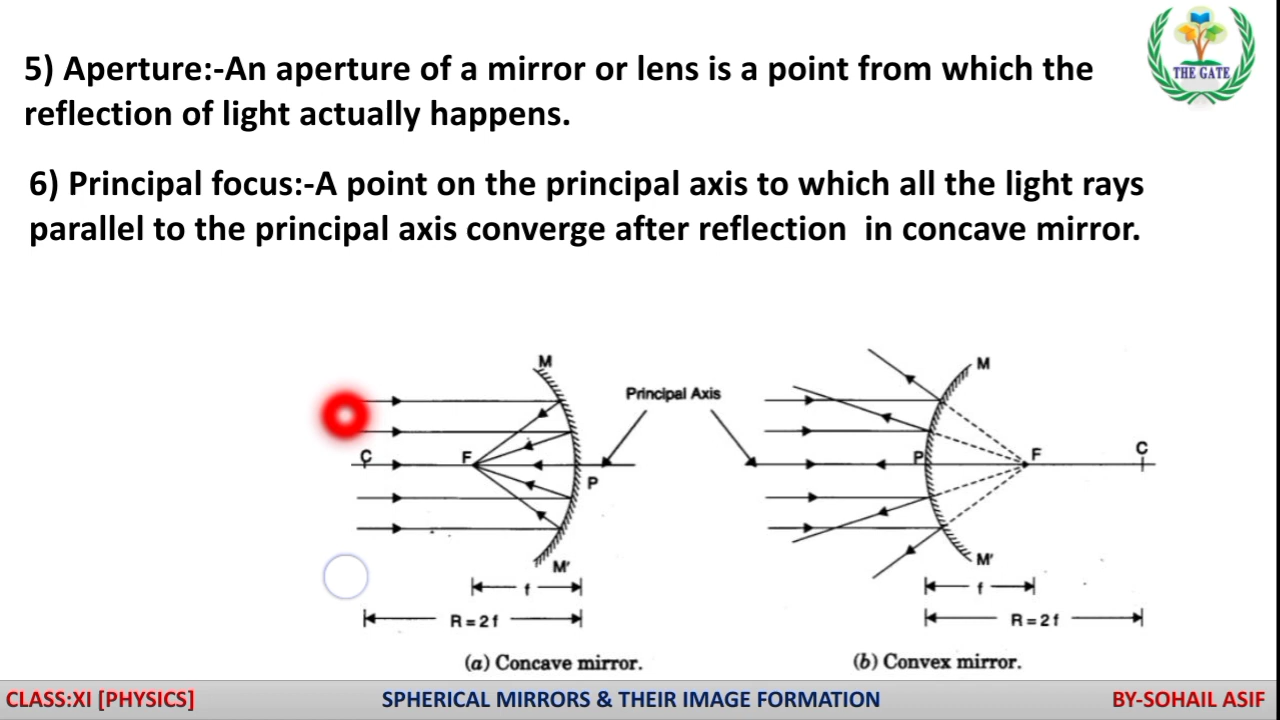 THE GATE
5) Aperture:-An aperture of a mirror or lens is a point from which the
reflection of light actually happens.
6) Principal focus:-A point on the principal axis to which all the light rays
parallel to the principal axis converge after reflection  in concave mirror.
M
Principal Axis
C
F
P
M'
f
R=2f
(a) Concave mirror.
M
P
F
C
M'
f
R=2f
(b) Convex mirror.
CLASS:XI [PHYSICS]
SPHERICAL MIRRORS & THEIR IMAGE FORMATION
BY-SOHAIL ASIF